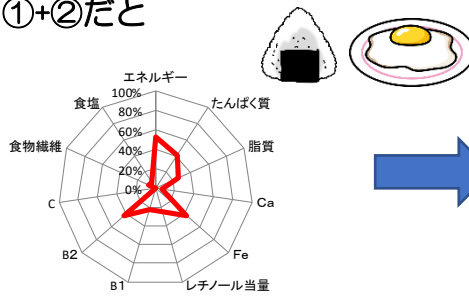 ①+②だと
エネルギー
100%
80%
60%
40%
20%
0%
たんぱく質
脂質
Ca
Fe
レチノール当量
B1
B2
C
食物繊維
食塩